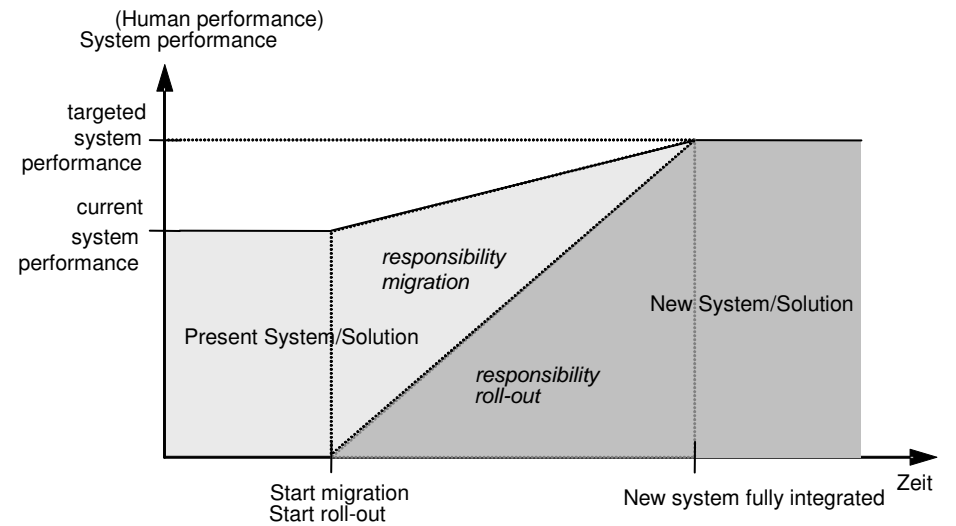 (Human performance)
System performance
targeted
system
performance
current
system
performance
responsibility
migration
New System/Solution
Present System/Solution
responsibility
roll-out
Zeit
Start migration
Start roll-out
New system fully integrated